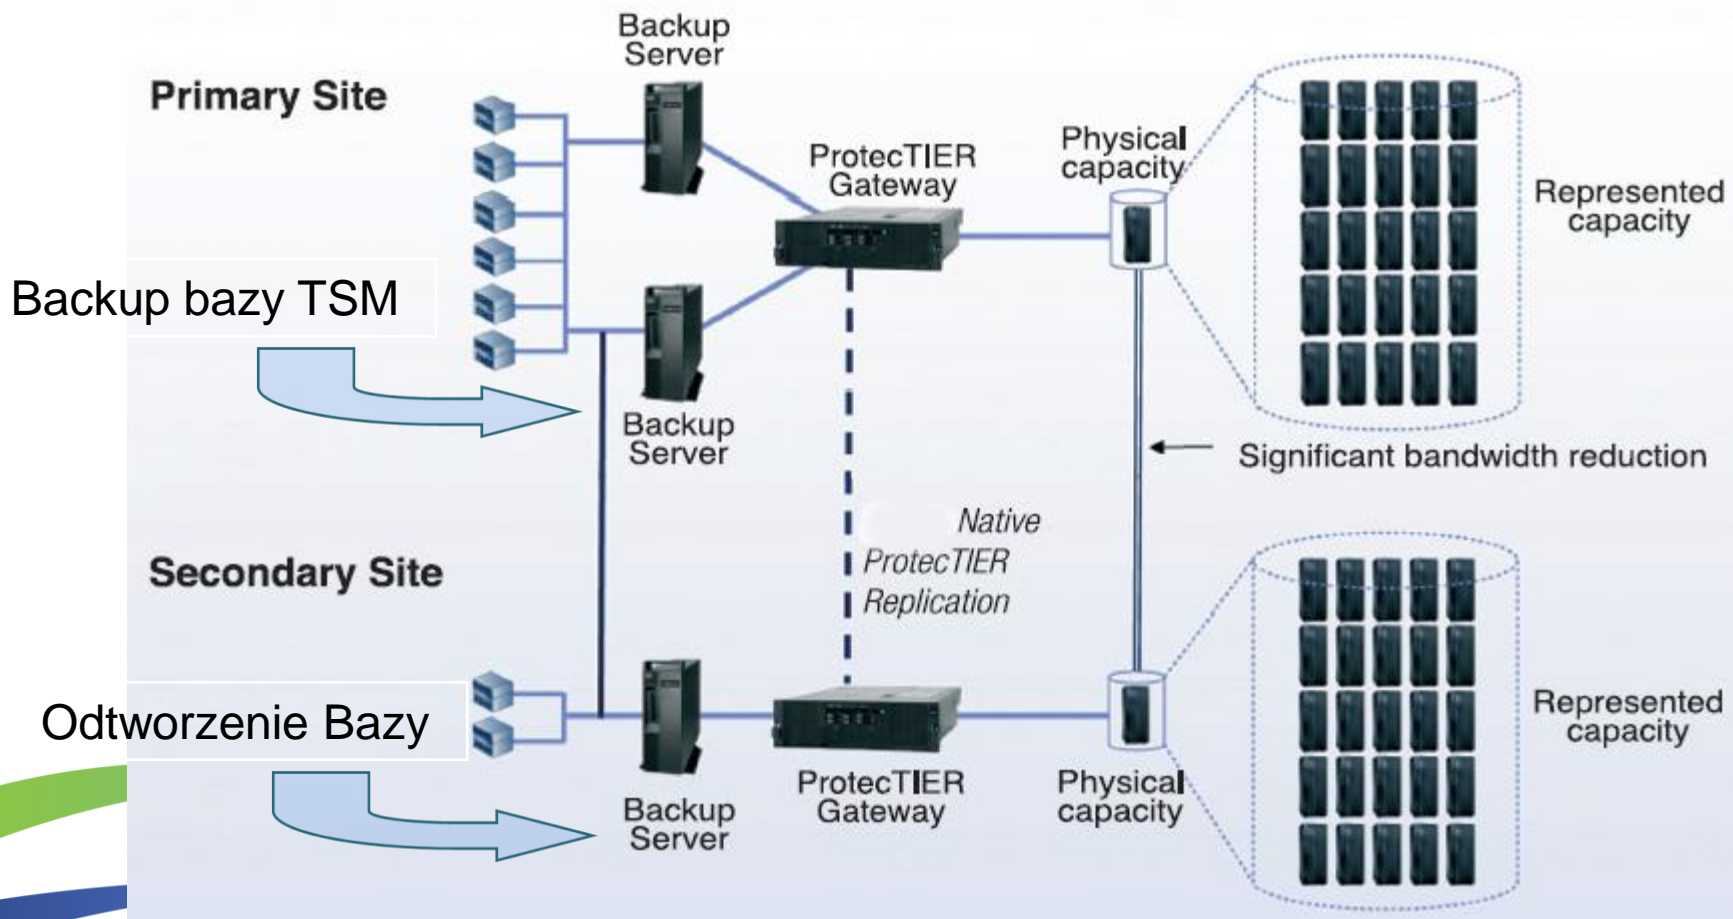 Backup
Server
Primary Site
Physical
capacity
ProtecTIER
Gateway
Represented
capacity
Backup bazy TSM
Backup
Server
Significant bandwidth reduction
Native
ProtecTIER
Replication
Secondary Site
Represented
capacity
Odtworzenie Bazy
Backup
Server
ProtecTIER
Gateway
Physical
capacity